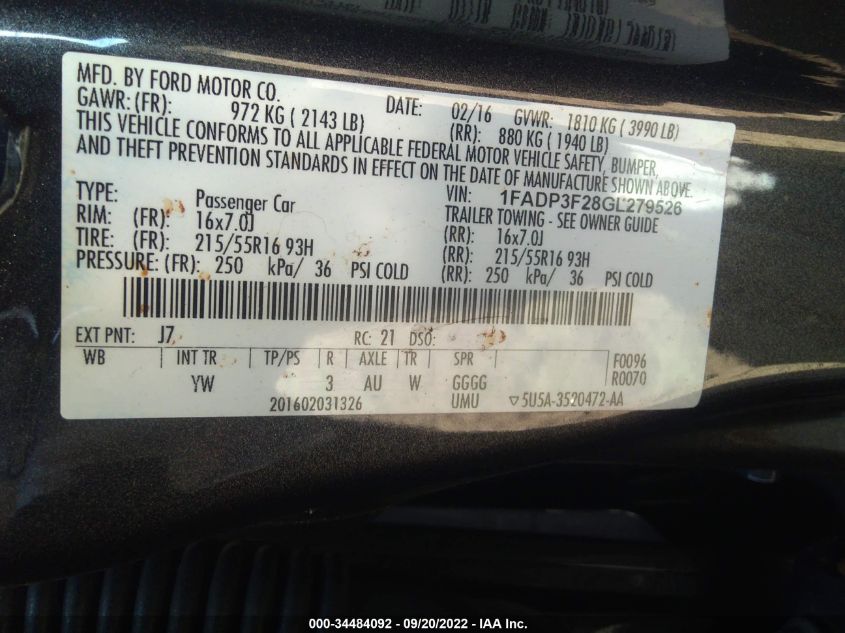 MFD. BY FORD MOTOR CO.
DATE: 02/16 GVWR: 1810 KG ( 3990 LB)
GAWR: (FR): 972 KG ( 2143 LB) (RR): 880 KG ( 1940 LB)
THIS VEHICLE CONFORMS TO ALL APPLICABLE FEDERAL MOTOR VEHICLE SAFETY, BUMPER,
AND THEFT PREVENTION STANDARDS IN EFFECT ON THE DATE OF MANUFACTURE SHOWN ABOVE.
VIN: 1FADP3F28GL279526
TYPE: Passenger Car TRAILER TOWING - SEE OWNER GUIDE
RIM: (FR): 16x7.0J (RR): 16x7.0J
TIRE: (FR): 215/55R16 93H (RR): 215/55R16 93H
PRESSURE: (FR): 250 kPa/ 36 PSI COLD (RR): 250 kPa/ 36 PSI COLD
EXT PNT: J7 RC: 21 DSO:
WB INT TR TP/PS R AXLE TR SPR F0096
YW 3 AU W GGGG R0070
201602031326 UMU ▽5U5A-3520472-AA
000-34484092 - 09/20/2022 - IAA Inc.